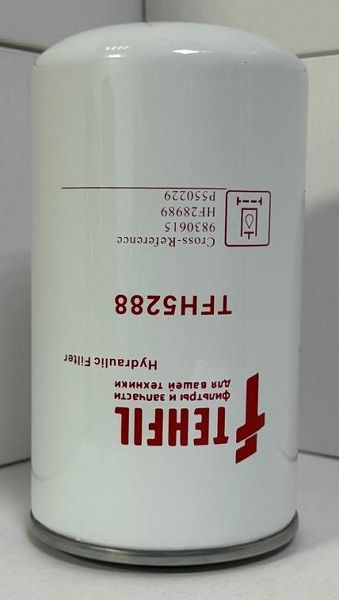 TEHFIL
ФИЛЬТРЫ И ЗАПЧАСТИ
ДЛЯ ВАШЕЙ ТЕХНИКИ
Hydraulic Filter
TFH5288
Cross-Reference
9830615
HF28989
P550229